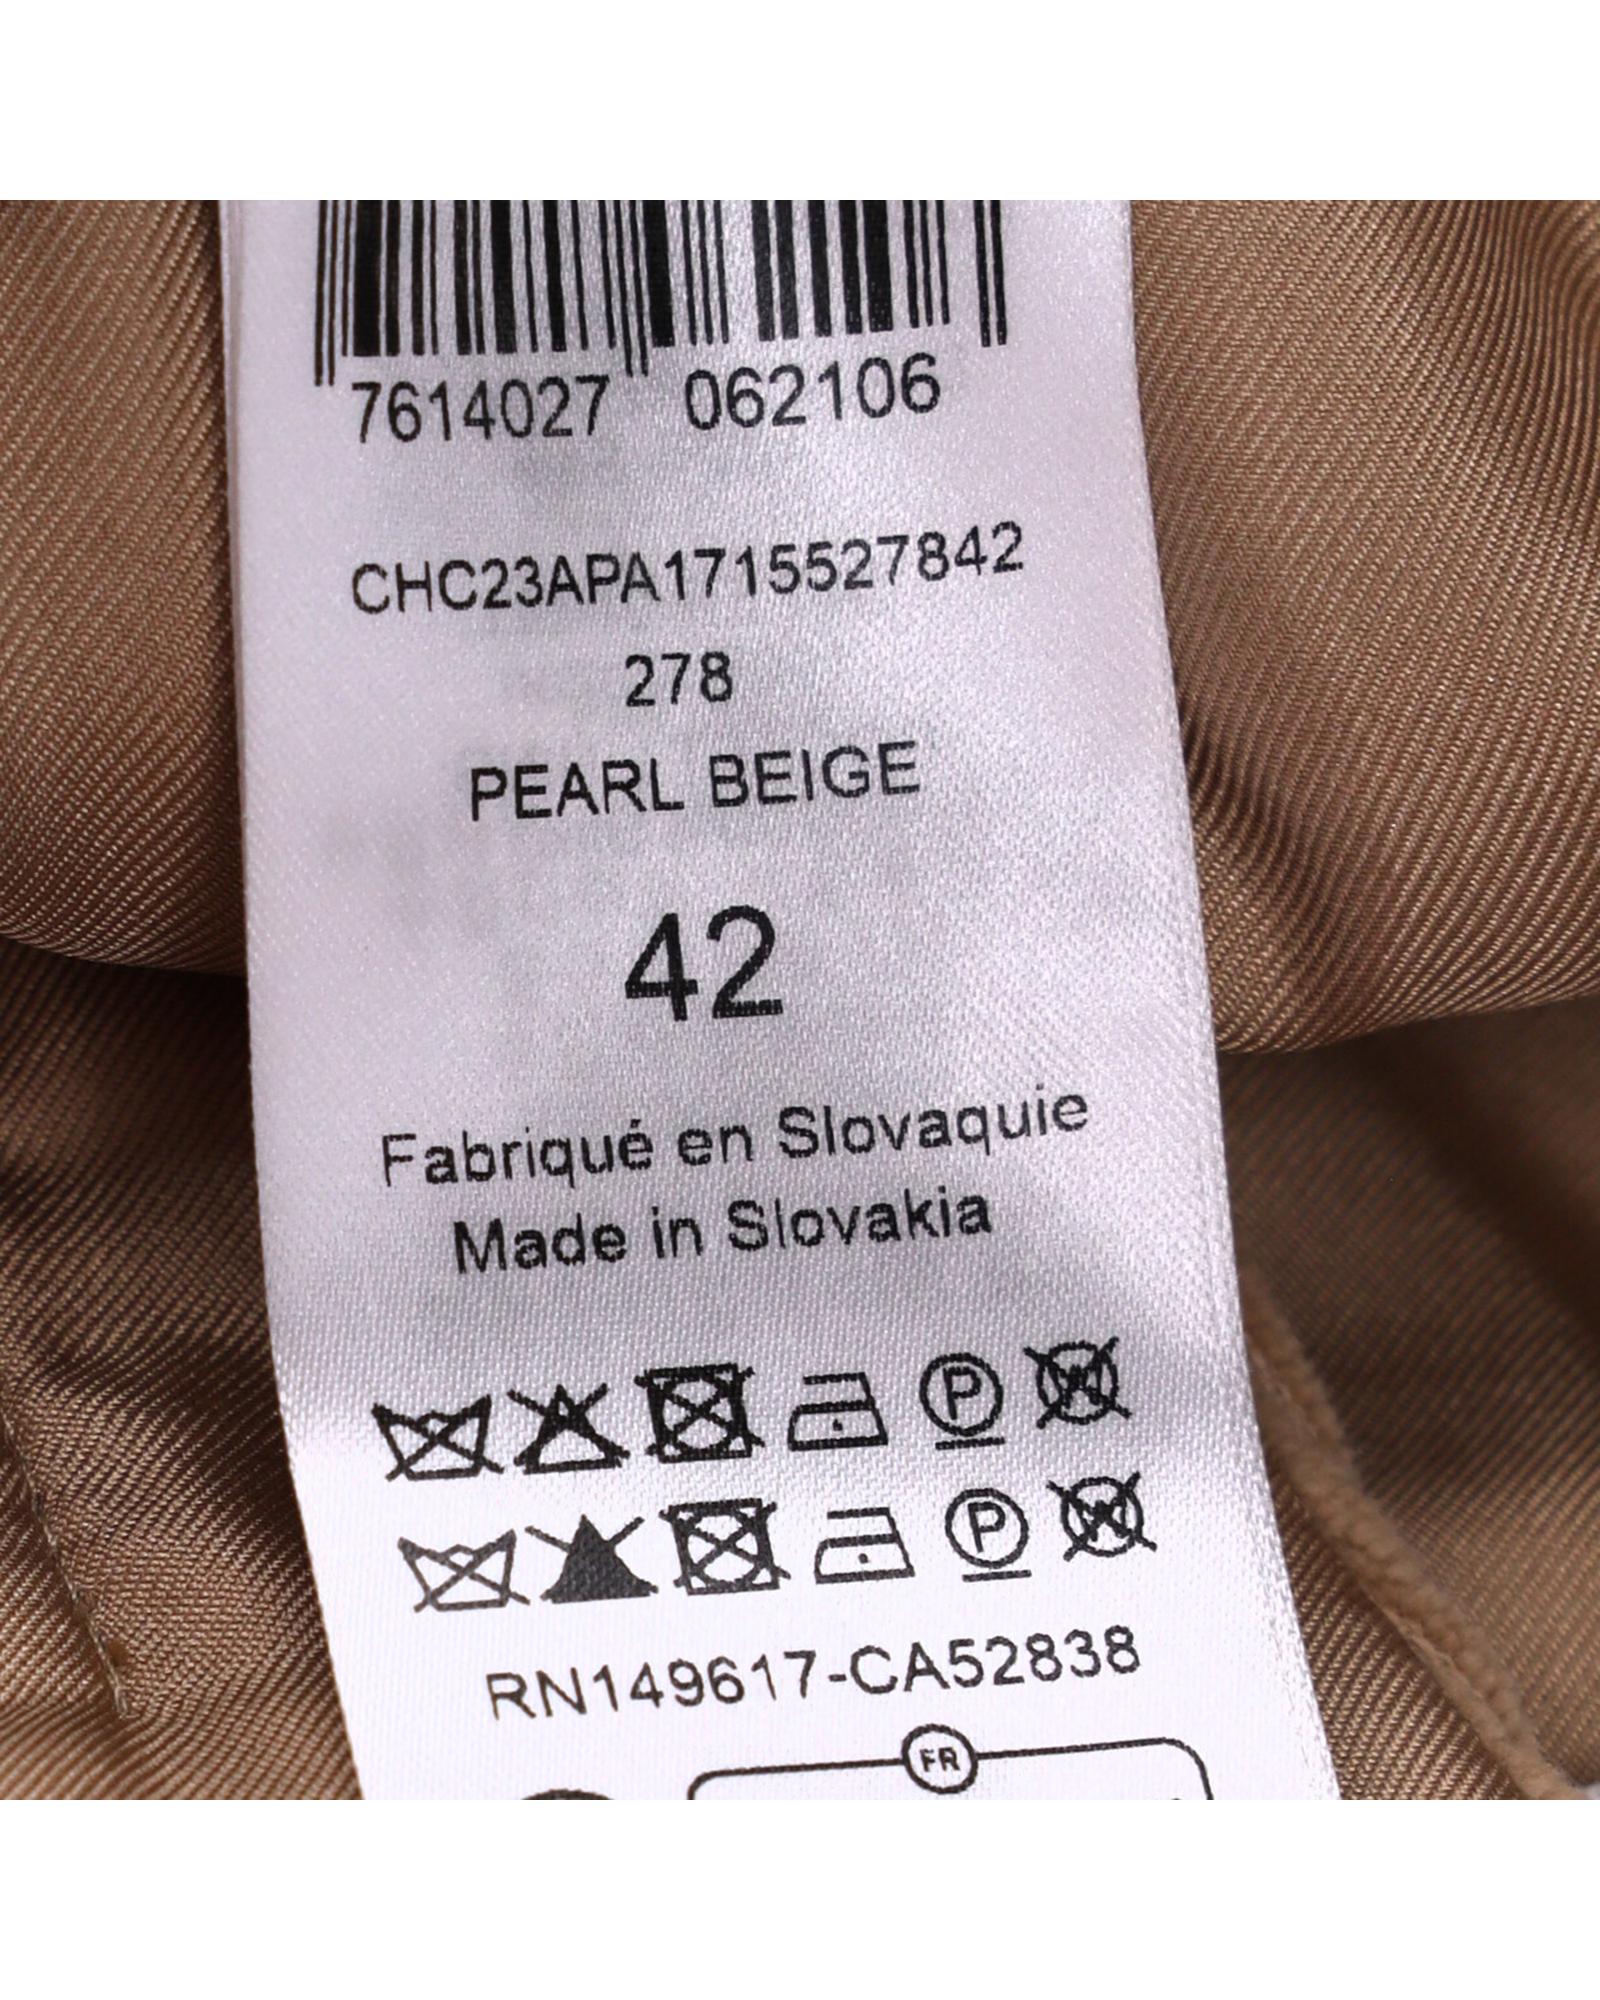 7614027 062106
CHC23APA1715527842
278
PEARL BEIGE
42
Fabriqué en Slovaquie
Made in Slovakia
RN149617-CA52838
FR